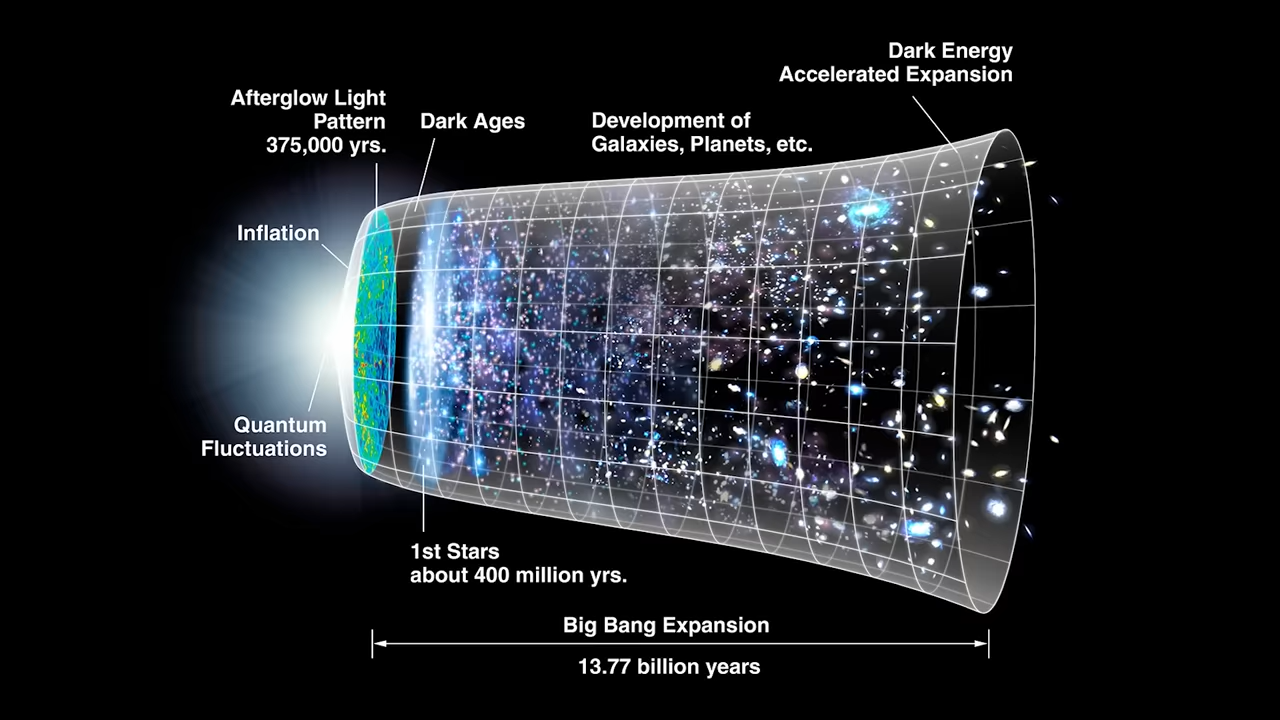 Dark Energy
Accelerated Expansion
Afterglow Light
Pattern
375,000 yrs.
Dark Ages
Development of
Galaxies, Planets, etc.
Inflation
Quantum
Fluctuations
1st Stars
about 400 million yrs.
Big Bang Expansion
13.77 billion years